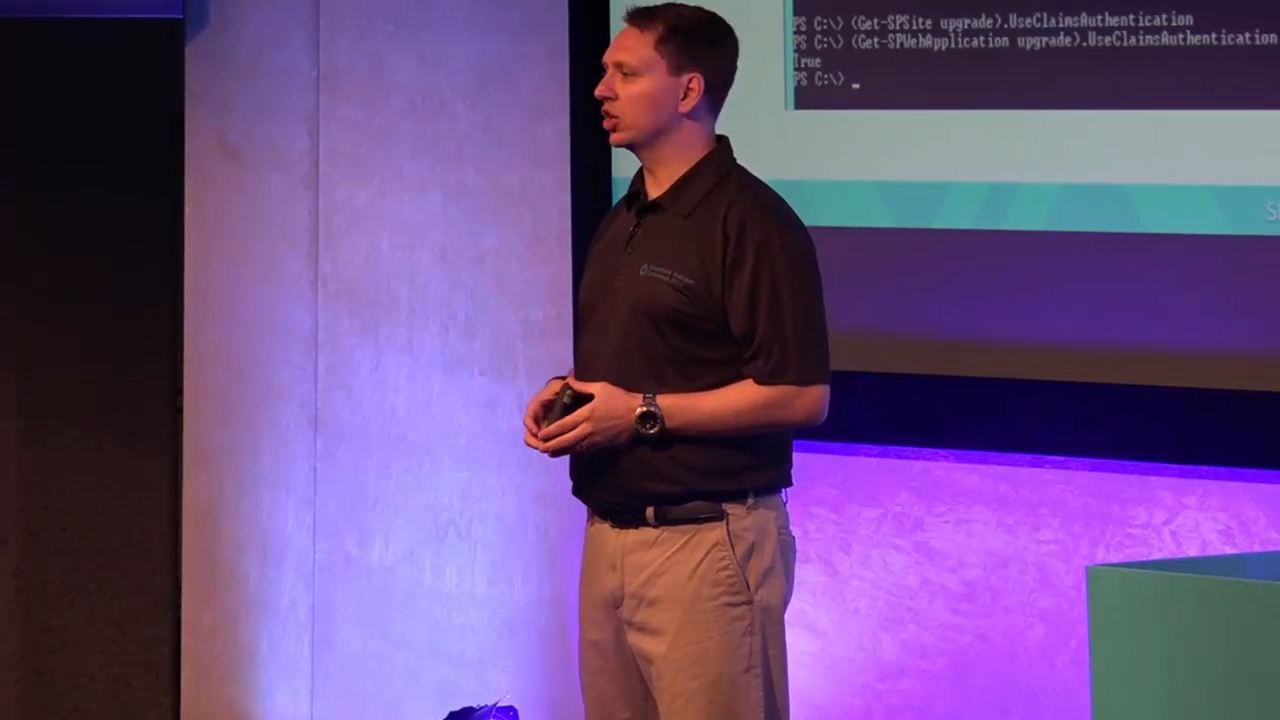 PS C:\> (Get-SPSite upgrade).UseClaimsAuthentication
PS C:\> (Get-SPWebApplication upgrade).UseClaimsAuthentication
True
PS C:\> _